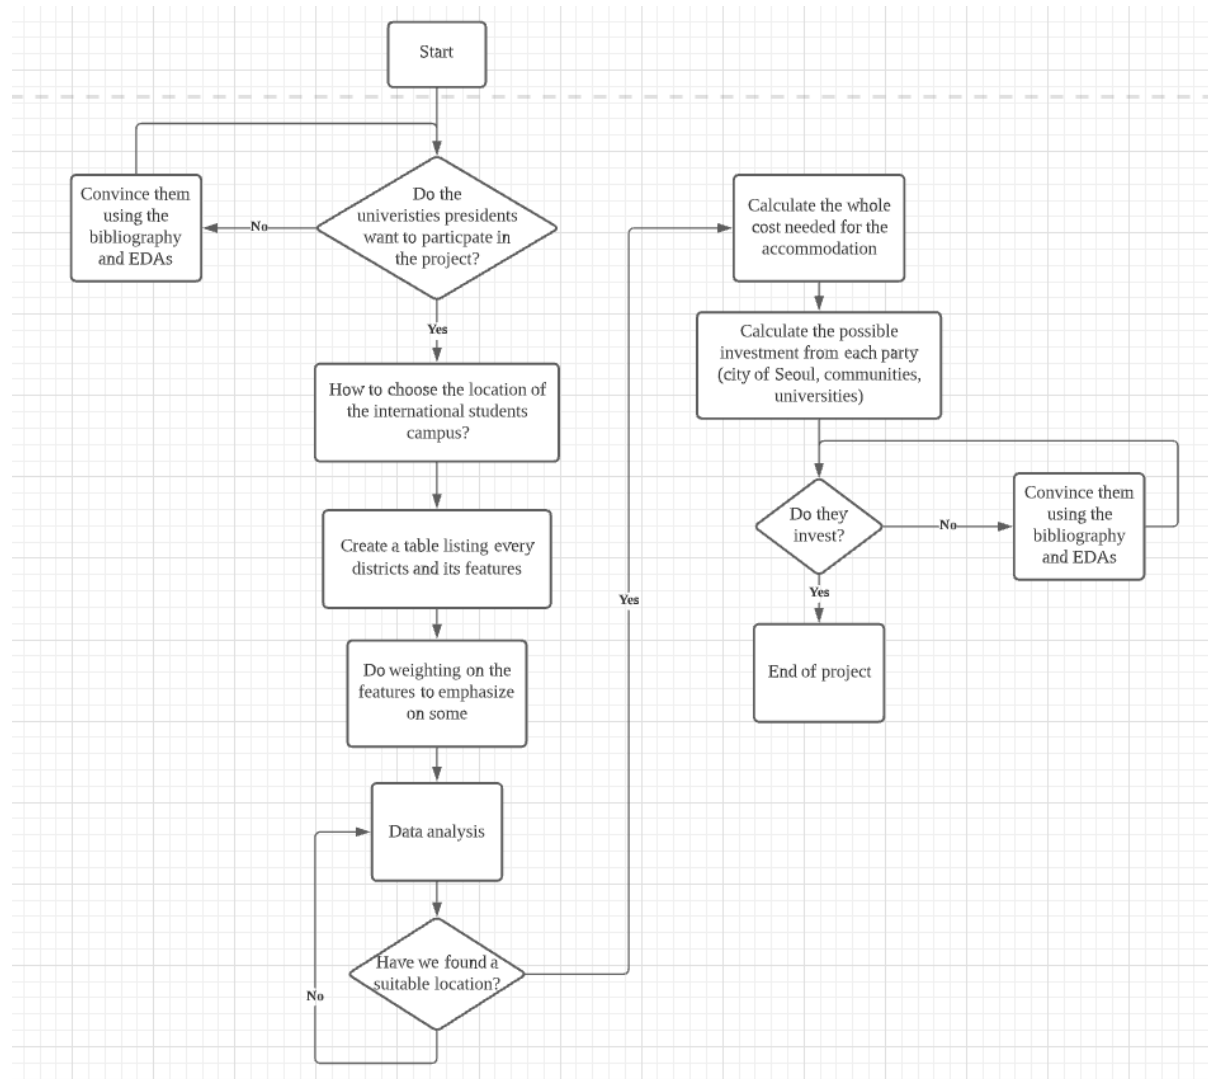 Start
Convince them
using the
bibliography
and EDAs
No
Do the
univeristies presidents
want to particpate in
the project?
Yes
How to choose the location of
the international students
campus?
Create a table listing every
districts and its features
Do weighting on the
features to emphasize
on some
Data analysis
Have we found a
suitable location?
No
Yes
Calculate the whole
cost needed for the
accommodation
Calculate the possible
investment from each party
(city of Seoul, communities,
universities)
Do they
invest?
No
Convince them
using the
bibliography
and EDAs
Yes
End of project